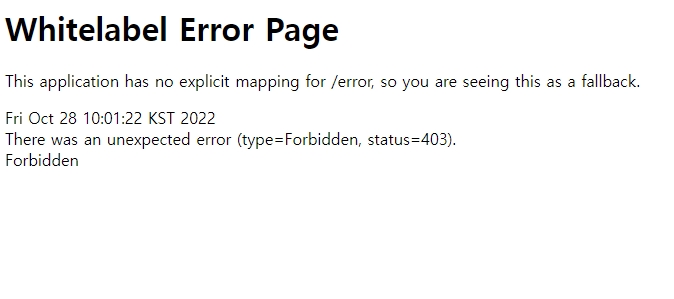 Whitelabel Error Page
This application has no explicit mapping for /error, so you are seeing this as a fallback.
Fri Oct 28 10:01:22 KST 2022
There was an unexpected error (type=Forbidden, status=403).
Forbidden